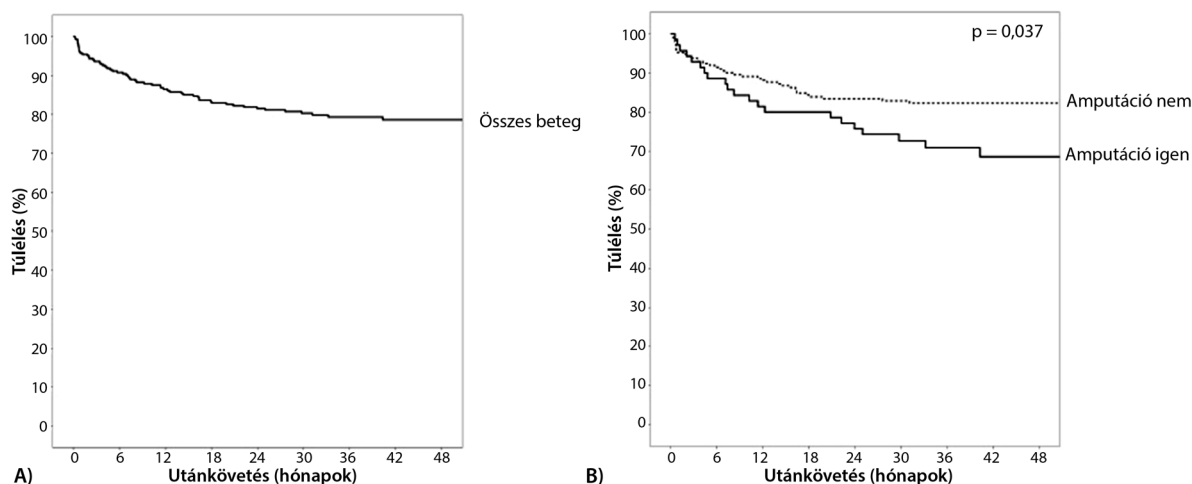 100
90
80
70
60
50
40
30
20
10
0
Túlélés (%)
0 6 12 18 24 30 36 42 48
Utánkövetés (hónapok)
Összes beteg
A)
p = 0,037
100
90
80
70
60
50
40
30
20
10
0
Túlélés (%)
0 6 12 18 24 30 36 42 48
Utánkövetés (hónapok)
Amputáció nem
Amputáció igen
B)